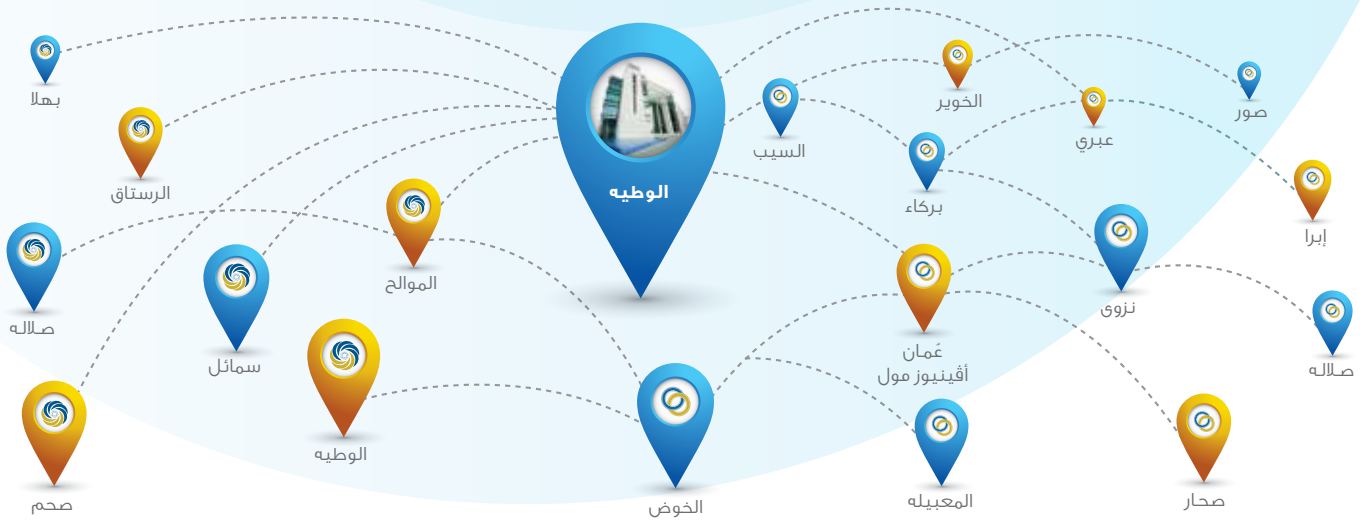 بهلا
الخوير
صور
عبري
السيب
الوطيه
الرستاق
بركاء
إبرا
الموالح
نزوى
صلاله
صلاله
سمائل
عُمان
أڤينيوز مول
الوطيه
صحم
الخوض
المعبيله
صحار